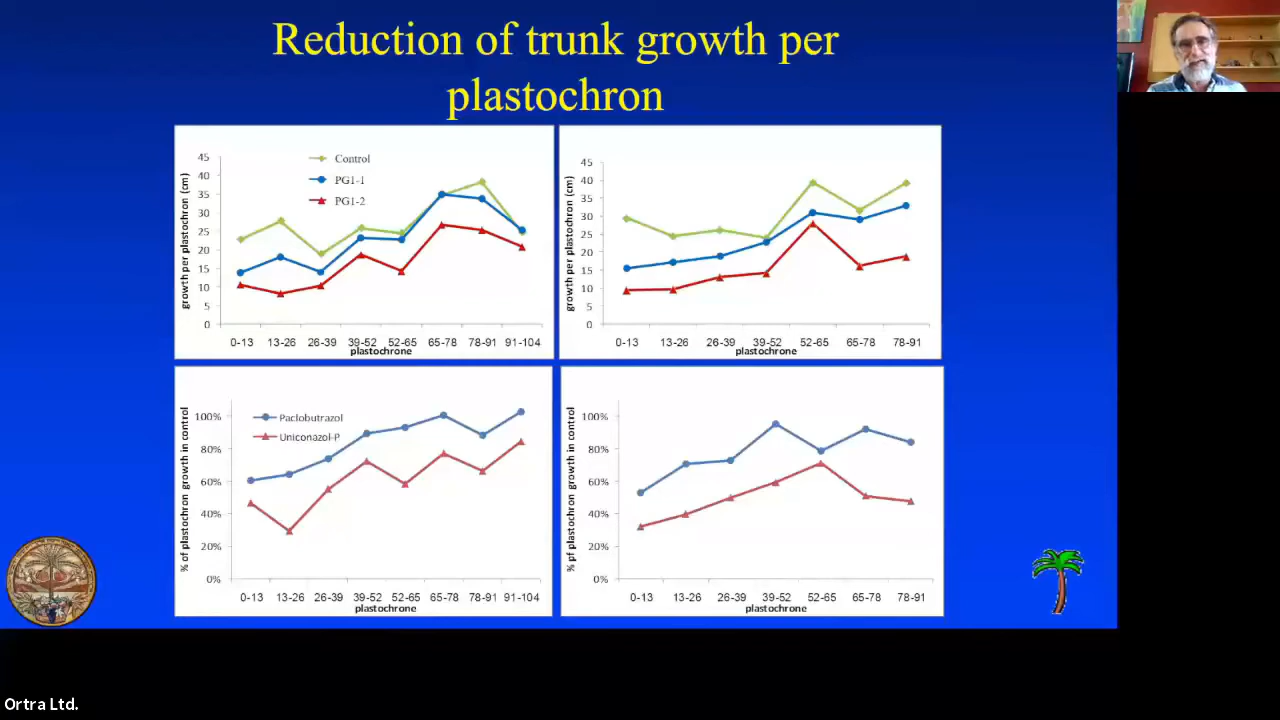 Reduction of trunk growth per
plastochron
growth per plastochron (cm)
45
40
35
30
25
20
15
10
5
0
Control
PG1-1
PG1-2
0-13 13-26 26-39 39-52 52-65 65-78 78-91 91-104
plastochrone
growth per plastochron (cm)
45
40
35
30
25
20
15
10
5
0
0-13 13-26 26-39 39-52 52-65 65-78 78-91
plastochrone
% of plastochron growth in control
100%
80%
60%
40%
20%
0%
Paclobutrazol
Uniconazol-P
0-13 13-26 26-39 39-52 52-65 65-78 78-91 91-104
plastochrone
% pf plastochron growth in control
100%
80%
60%
40%
20%
0%
0-13 13-26 26-39 39-52 52-65 65-78 78-91
plastochrone
Ortra Ltd.